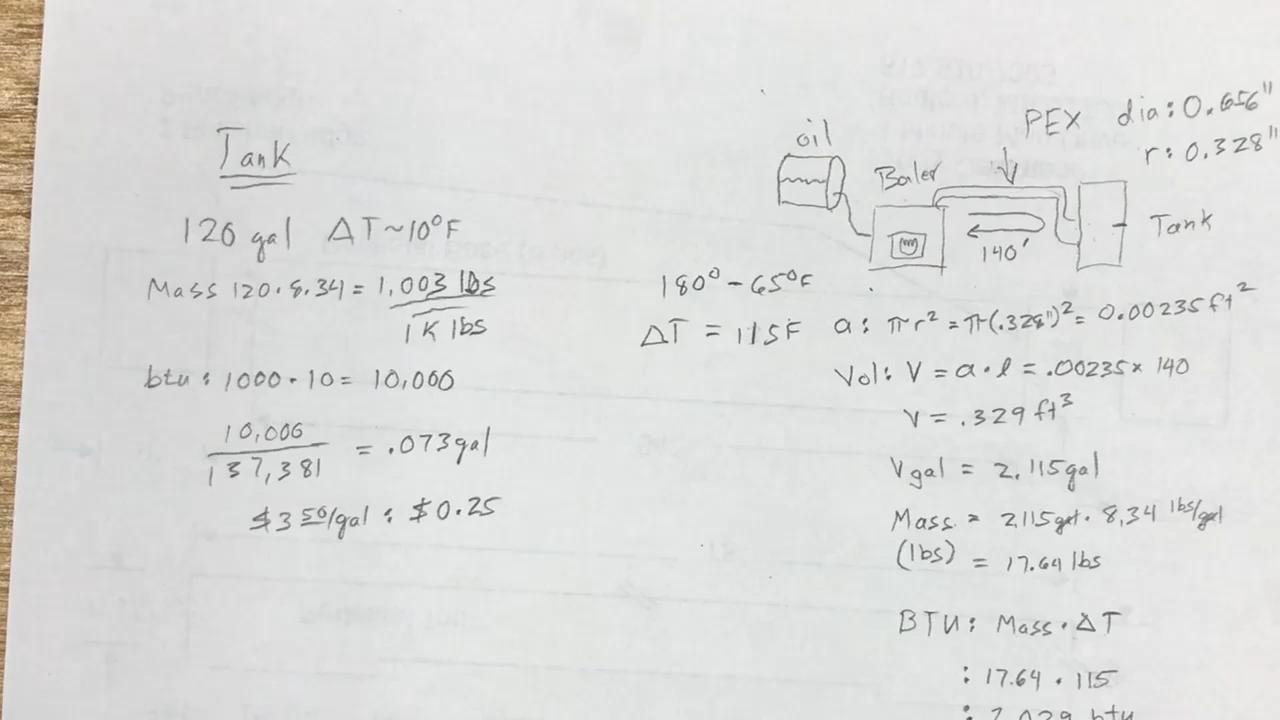 Tank
120 gal ΔT ~10°F
Mass 120 · 8.34 = 1,003 lbs
1K lbs
btu : 1000 · 10 = 10,000
10,000
137,381
= .073 gal
$3 50/gal : $0.25
oil
Boiler
PEX dia: 0.656"
r: 0.328"
Tank
140'
180° - 65°F
ΔT = 115F
a: πr² = π(.328")² = 0.00235 ft²
Vol: V = a · l = .00235 × 140
V = .329 ft³
Vgal = 2.115 gal
Mass = 2.115 gal · 8.34 lbs/gal
(lbs) = 17.64 lbs
BTU: Mass · ΔT
: 17.64 · 115
: 2,029 btu